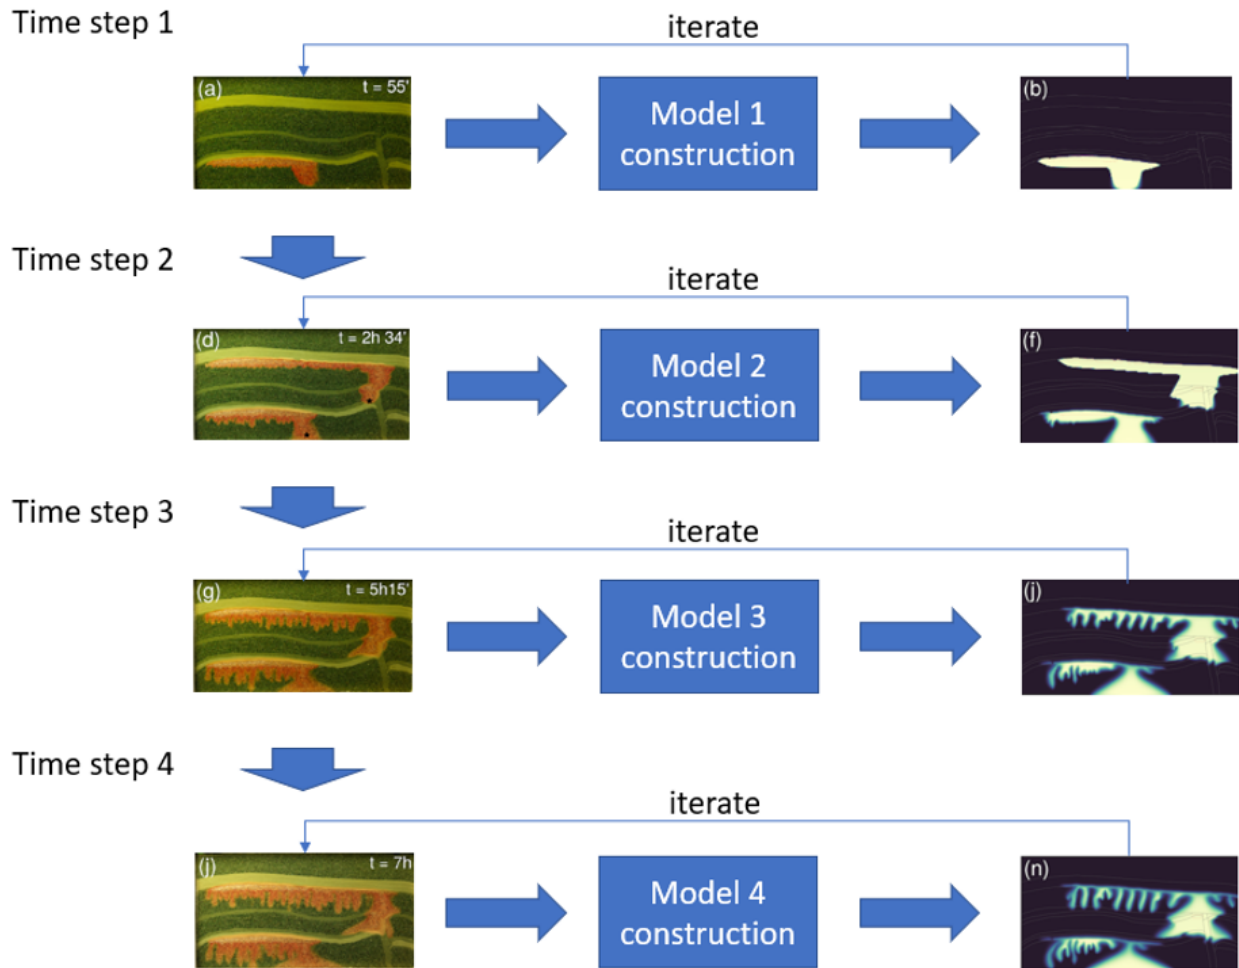 Time step 1
iterate
(a)
t = 55'
Model 1
construction
(b)
Time step 2
iterate
(d)
t = 2h 34'
Model 2
construction
(f)
Time step 3
iterate
(g)
t = 5h15'
Model 3
construction
(j)
Time step 4
iterate
(j)
t = 7h
Model 4
construction
(n)